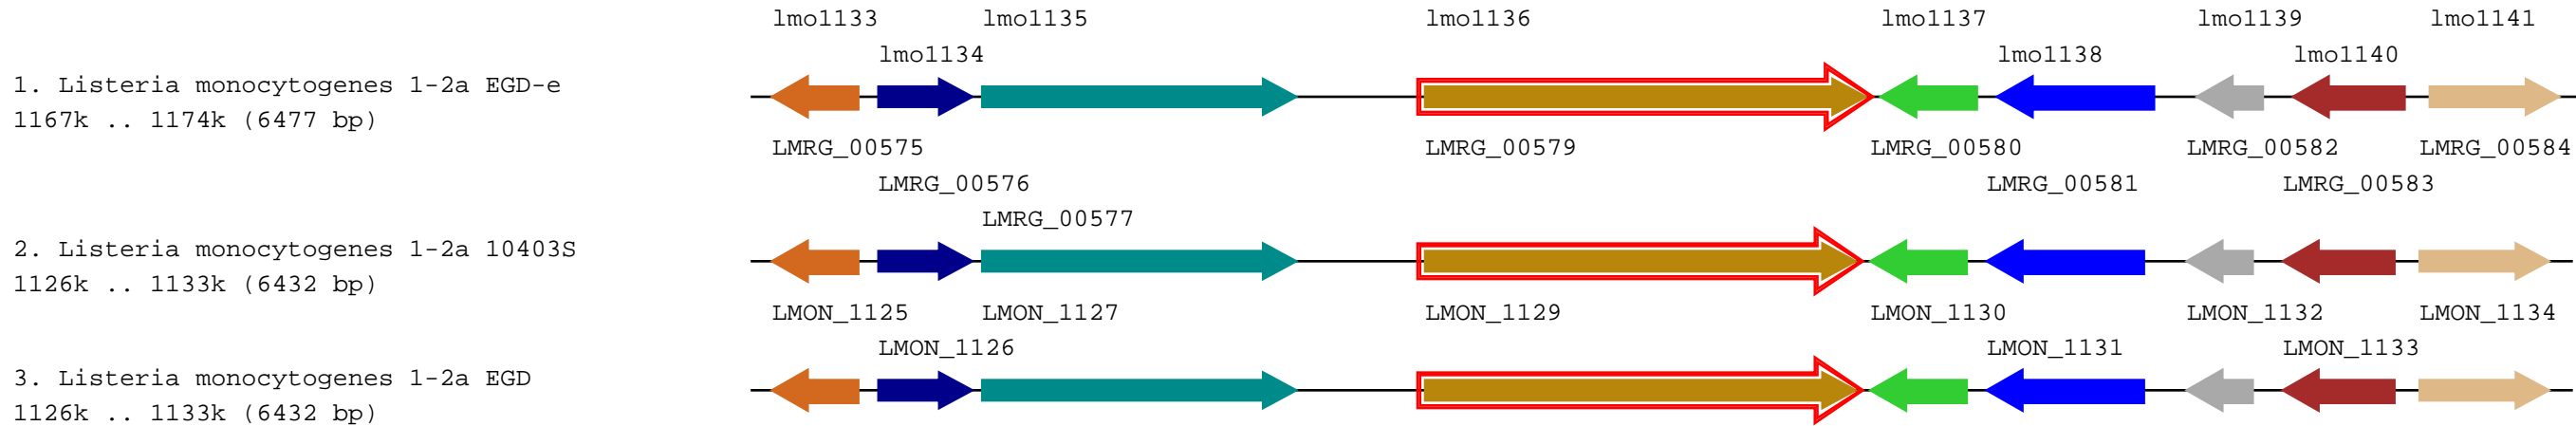 lmo1133 lmo1135 lmo1136 lmo1137 lmo1139 lmo1141
lmo1134 lmo1138 lmo1140
1. Listeria monocytogenes 1-2a EGD-e
1167k .. 1174k (6477 bp)
LMRG_00575 LMRG_00579 LMRG_00580 LMRG_00582 LMRG_00584
LMRG_00576 LMRG_00581 LMRG_00583
LMRG_00577
2. Listeria monocytogenes 1-2a 10403S
1126k .. 1133k (6432 bp)
LMON_1125 LMON_1127 LMON_1129 LMON_1130 LMON_1132 LMON_1134
LMON_1126 LMON_1131 LMON_1133
3. Listeria monocytogenes 1-2a EGD
1126k .. 1133k (6432 bp)